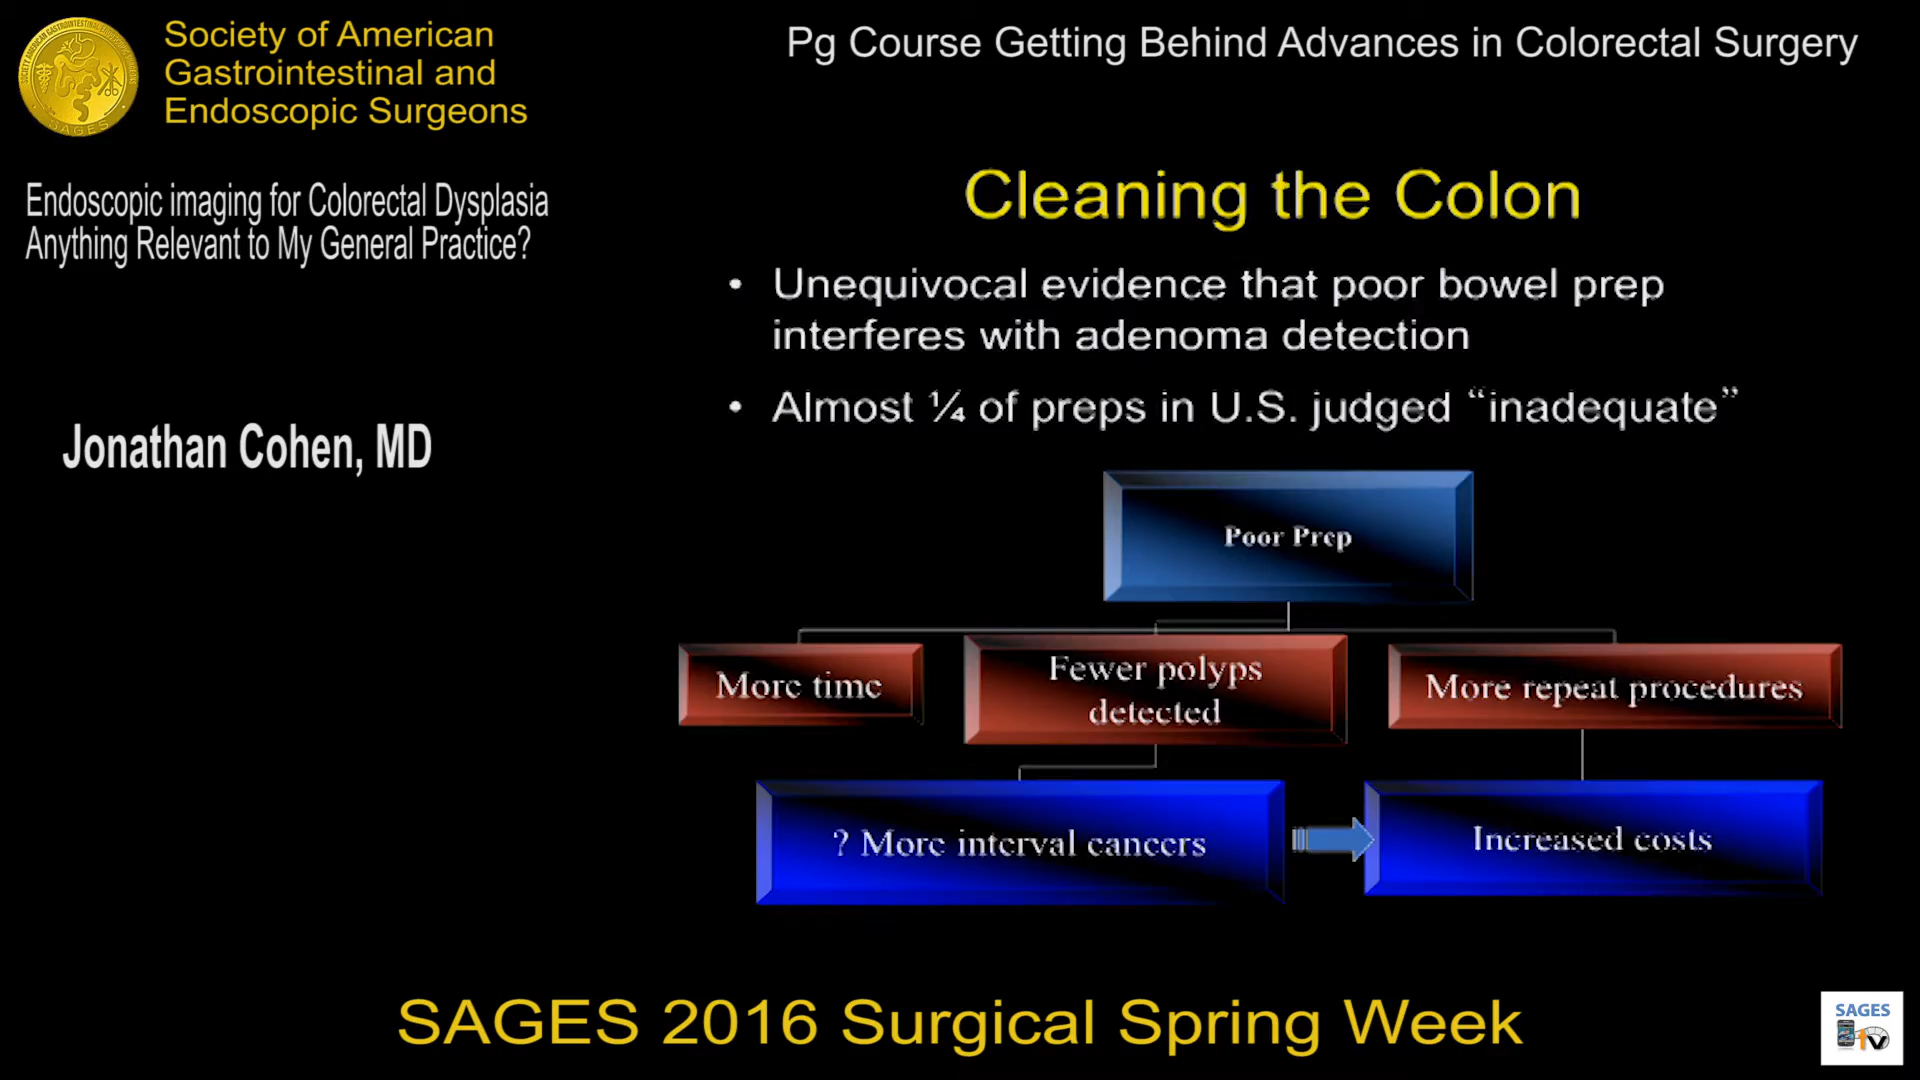 Society of American
Gastrointestinal and
Endoscopic Surgeons
Pg Course Getting Behind Advances in Colorectal Surgery
Endoscopic imaging for Colorectal Dysplasia
Anything Relevant to My General Practice?
Jonathan Cohen, MD
Cleaning the Colon
• Unequivocal evidence that poor bowel prep
interferes with adenoma detection
• Almost ¼ of preps in U.S. judged “inadequate”
Poor Prep
More time
Fewer polyps
detected
More repeat procedures
? More interval cancers
Increased costs
SAGES 2016 Surgical Spring Week
SAGES
tv
SAGES